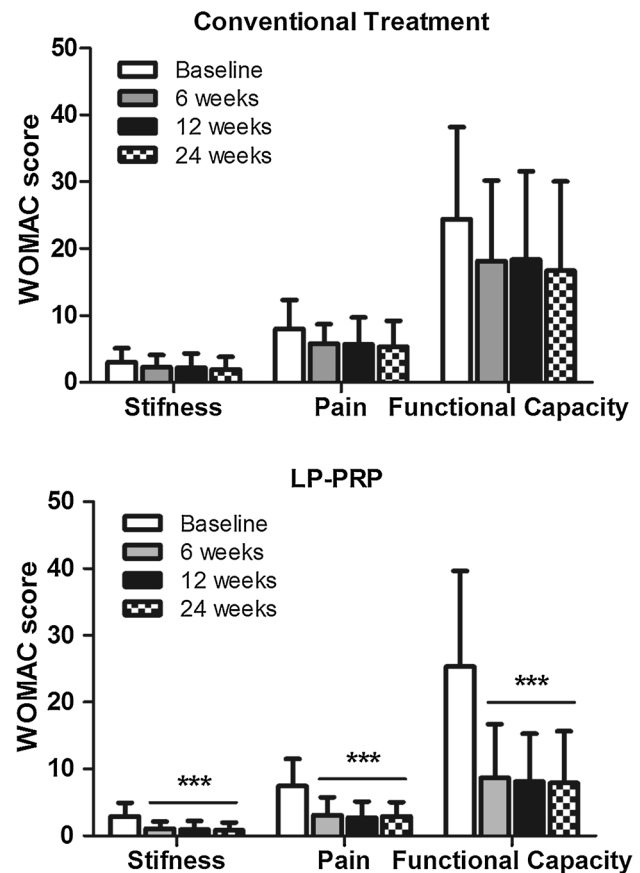 Conventional Treatment
50
40
30
20
10
0
WOMAC score
Baseline
6 weeks
12 weeks
24 weeks
Stifness Pain Functional Capacity
LP-PRP
50
40
30
20
10
0
WOMAC score
Baseline
6 weeks
12 weeks
24 weeks
***
***
***
Stifness Pain Functional Capacity